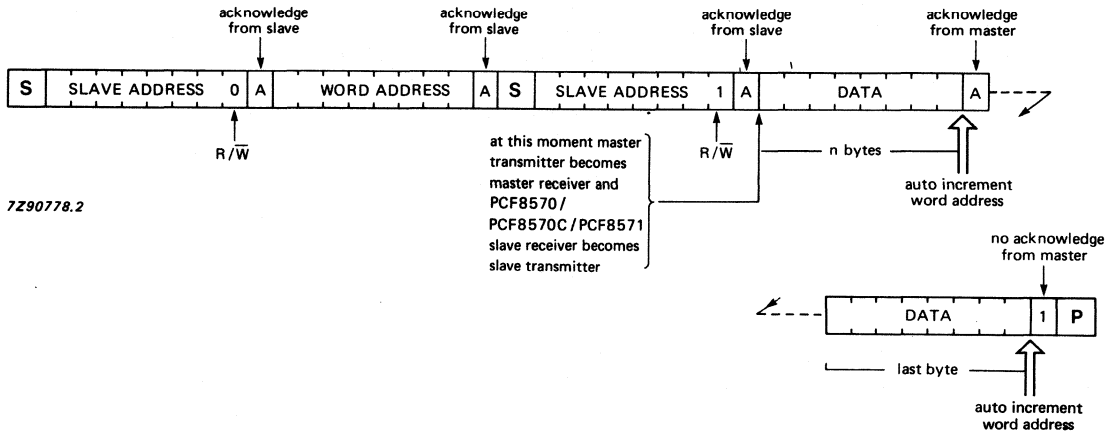 acknowledge
from slave
acknowledge
from slave
acknowledge
from slave
acknowledge
from master
S SLAVE ADDRESS 0 A WORD ADDRESS A S SLAVE ADDRESS 1 A DATA A
R/W̅
at this moment master
transmitter becomes
master receiver and
PCF8570/
PCF8570C/PCF8571
slave receiver becomes
slave transmitter
R/W̅
n bytes
auto increment
word address
7Z90778.2
no acknowledge
from master
DATA 1 P
last byte
auto increment
word address